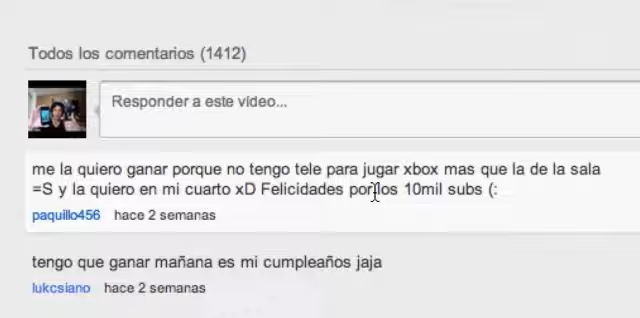 Todos los comentarios (1412)
Responder a este vídeo...
me la quiero ganar porque no tengo tele para jugar xbox mas que la de la sala
=S y la quiero en mi cuarto xD Felicidades por los 10mil subs (:
paquillo456 hace 2 semanas
tengo que ganar mañana es mi cumpleaños jaja
lukcsiano hace 2 semanas